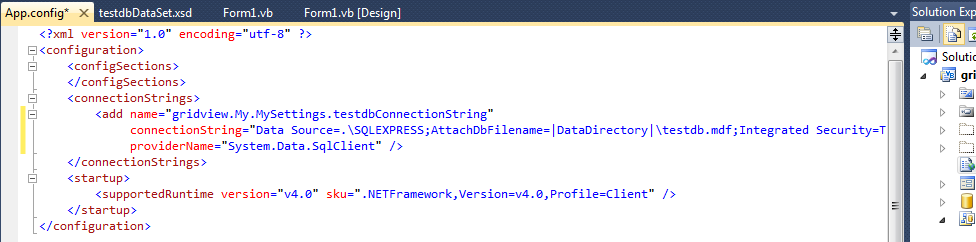 App.config* testdbDataSet.xsd Form1.vb Form1.vb [Design]
Solution Exp
<?xml version="1.0" encoding="utf-8" ?>
<configuration>
<configSections>
</configSections>
<connectionStrings>
<add name="gridview.My.MySettings.testdbConnectionString"
connectionString="Data Source=.\SQLEXPRESS;AttachDbFilename=|DataDirectory|\testdb.mdf;Integrated Security=T
providerName="System.Data.SqlClient" />
</connectionStrings>
<startup>
<supportedRuntime version="v4.0" sku=".NETFramework,Version=v4.0,Profile=Client" />
</startup>
</configuration>
Solutio
gri